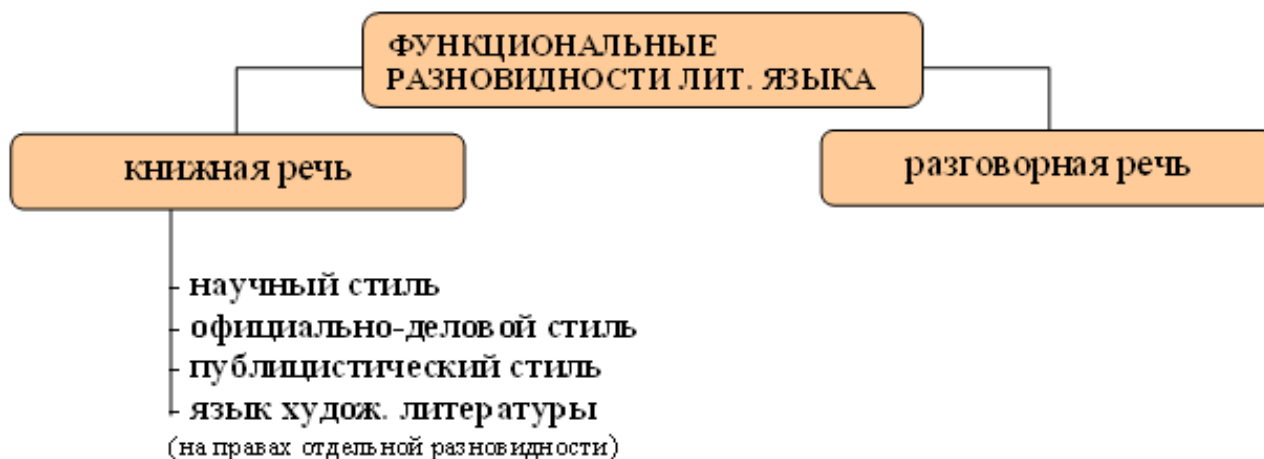 ФУНКЦИОНАЛЬНЫЕ
РАЗНОВИДНОСТИ ЛИТ. ЯЗЫКА
книжная речь
разговорная речь
- научный стиль
- официально-деловой стиль
- публицистический стиль
- язык худож. литературы
(на правах отдельной разновидности)